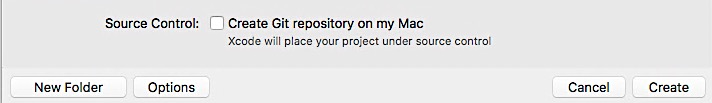 Source Control: Create Git repository on my Mac
Xcode will place your project under source control
New Folder Options Cancel Create